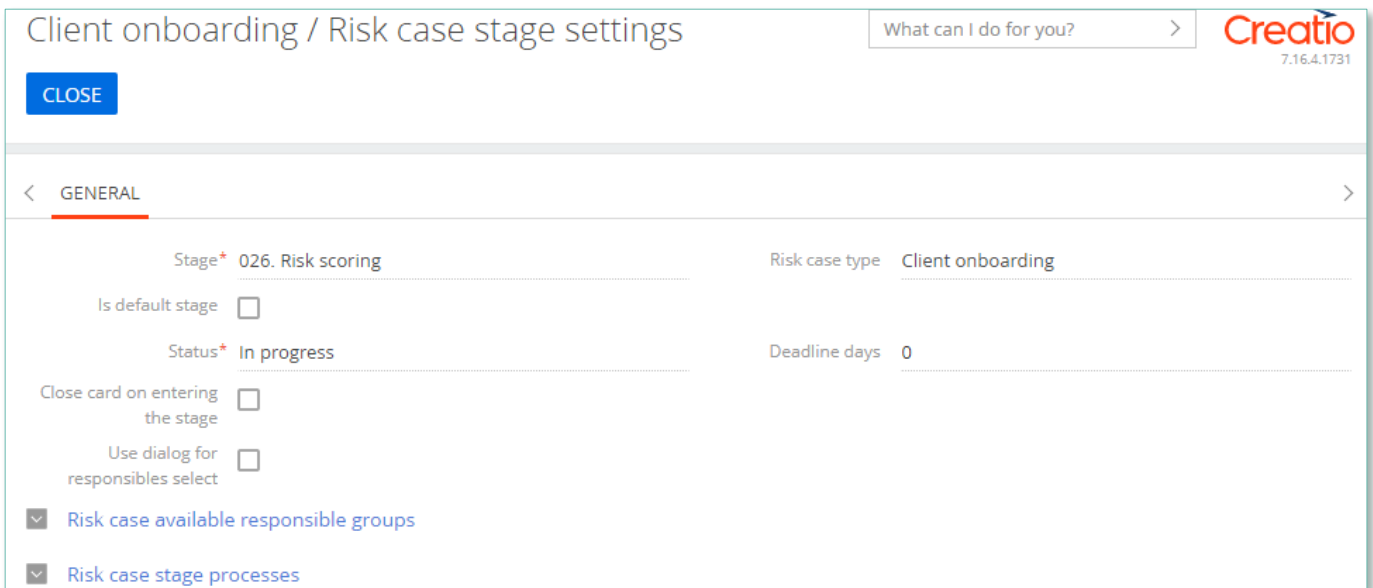 Client onboarding / Risk case stage settings
What can I do for you?
Creatio
7.16.4.1731
CLOSE
GENERAL
Stage* 026. Risk scoring
Risk case type Client onboarding
Is default stage
Status* In progress
Deadline days 0
Close card on entering
the stage
Use dialog for
responsibles select
Risk case available responsible groups
Risk case stage processes